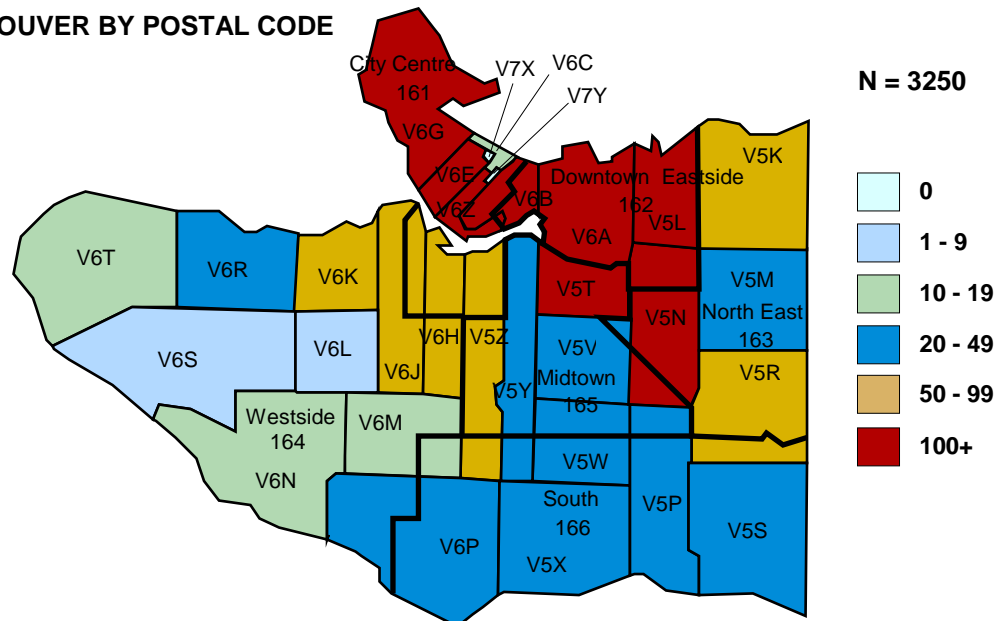 OUVER BY POSTAL CODE
City Centre
161
V7X
V6C
V7Y
N = 3250
V6G
V6E
V6Z
V6B
Downtown Eastside
162
V6A
V5L
V5K
V6T
V6R
V6K
V5T
V5M
North East
163
V5N
V6S
V6L
V6J
V6H
V5Z
V5Y
V5V
Midtown
165
V5R
Westside
164
V6M
V6N
V5W
South
166
V6P
V5X
V5P
V5S
0
1 - 9
10 - 19
20 - 49
50 - 99
100+